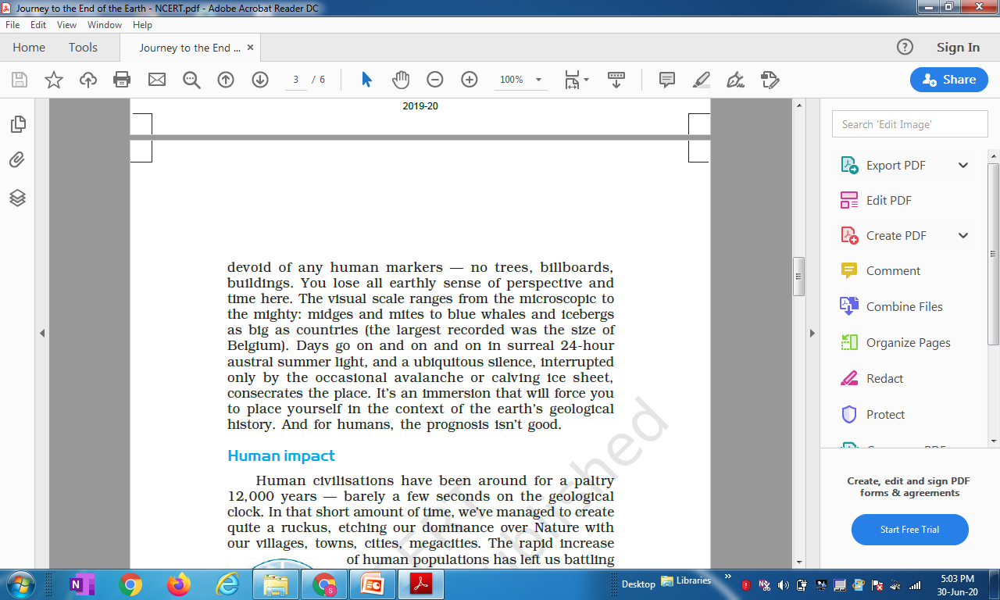 Journey to the End of the Earth - NCERT.pdf - Adobe Acrobat Reader DC
File Edit View Window Help
Home Tools Journey to the End ... × ? Sign In
3 / 6 100% Share
2019-20
devoid of any human markers — no trees, billboards,
buildings. You lose all earthly sense of perspective and
time here. The visual scale ranges from the microscopic to
the mighty: midges and mites to blue whales and icebergs
as big as countries (the largest recorded was the size of
Belgium). Days go on and on and on in surreal 24-hour
austral summer light, and a ubiquitous silence, interrupted
only by the occasional avalanche or calving ice sheet,
consecrates the place. It’s an immersion that will force you
to place yourself in the context of the earth’s geological
history. And for humans, the prognosis isn’t good.
Human impact
Human civilisations have been around for a paltry
12,000 years — barely a few seconds on the geological
clock. In that short amount of time, we’ve managed to create
quite a ruckus, etching our dominance over Nature with
our villages, towns, cities, megacities. The rapid increase
of human populations has left us battling
Search 'Edit Image'
Export PDF
Edit PDF
Create PDF
Comment
Combine Files
Organize Pages
Redact
Protect
Create, edit and sign PDF
forms & agreements
Start Free Trial
Desktop Libraries » 5:03 PM
30-Jun-20